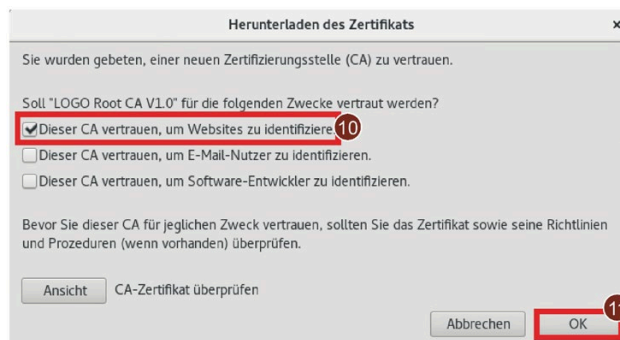 Herunterladen des Zertifikats
Sie wurden gebeten, einer neuen Zertifizierungsstelle (CA) zu vertrauen.
Soll "LOGO Root CA V1.0" für die folgenden Zwecke vertraut werden?
Dieser CA vertrauen, um Websites zu identifiziere 10
Dieser CA vertrauen, um E-Mail-Nutzer zu identifizieren.
Dieser CA vertrauen, um Software-Entwickler zu identifizieren.
Bevor Sie dieser CA für jeglichen Zweck vertrauen, sollten Sie das Zertifikat sowie seine Richtlinien
und Prozeduren (wenn vorhanden) überprüfen.
Ansicht CA-Zertifikat überprüfen
Abbrechen OK 11